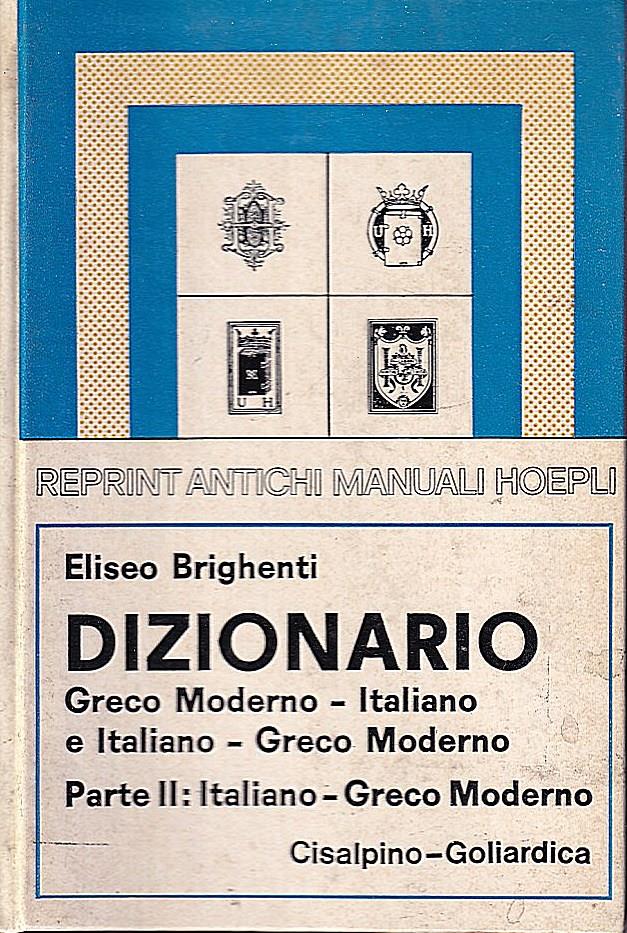 U H
U H
REPRINT ANTICHI MANUALI HOEPLI
Eliseo Brighenti
DIZIONARIO
Greco Moderno – Italiano
e Italiano – Greco Moderno
Parte II: Italiano – Greco Moderno
Cisalpino–Goliardica